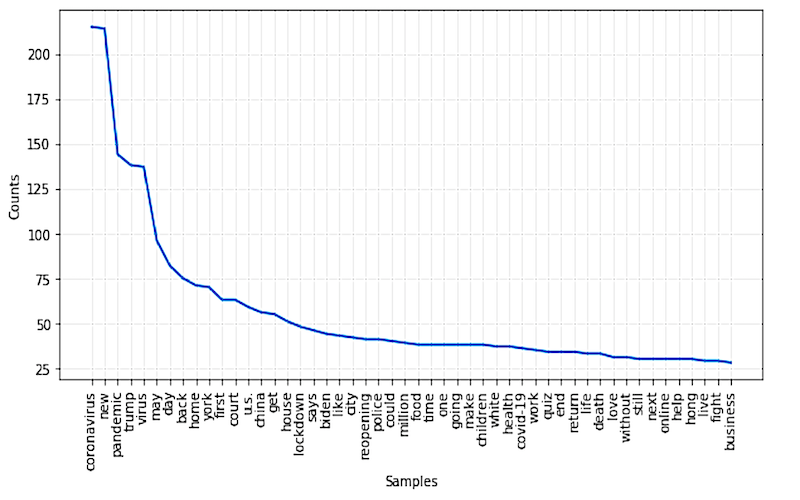 200
175
150
125
100
75
50
25
Counts
coronavirus
new
pandemic
trump
virus
may
day
back
home
york
first
court
u.s.
china
get
house
lockdown
says
biden
like
city
reopening
police
could
million
food
time
one
going
make
children
white
health
covid-19
work
quiz
end
return
life
death
love
without
still
next
online
help
hong
live
fight
business
Samples